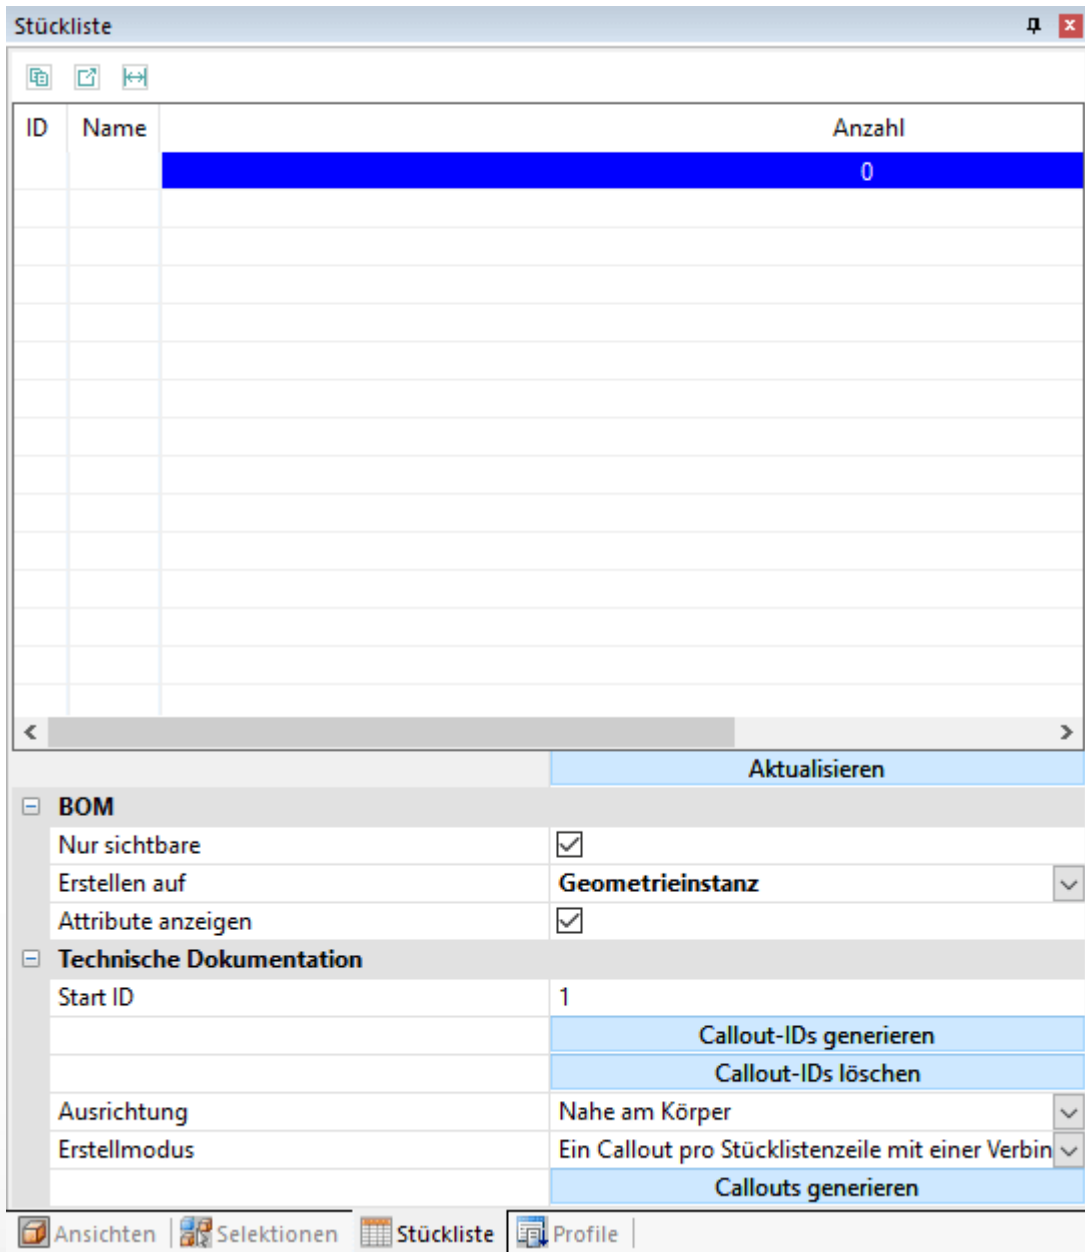 Stückliste
ID Name Anzahl
0
Aktualisieren
BOM
Nur sichtbare
Erstellen auf Geometrieinstanz
Attribute anzeigen
Technische Dokumentation
Start ID 1
Callout-IDs generieren
Callout-IDs löschen
Ausrichtung Nahe am Körper
Erstellmodus Ein Callout pro Stücklistenzeile mit einer Verbin
Callouts generieren
Ansichten Selektionen Stückliste Profile